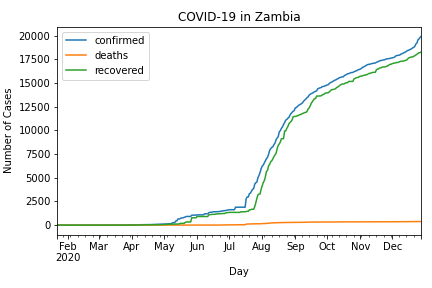 COVID-19 in Zambia
confirmed
deaths
recovered
Number of Cases
20000
17500
15000
12500
10000
7500
5000
2500
0
Feb Mar Apr May Jun Jul Aug Sep Oct Nov Dec
2020
Day